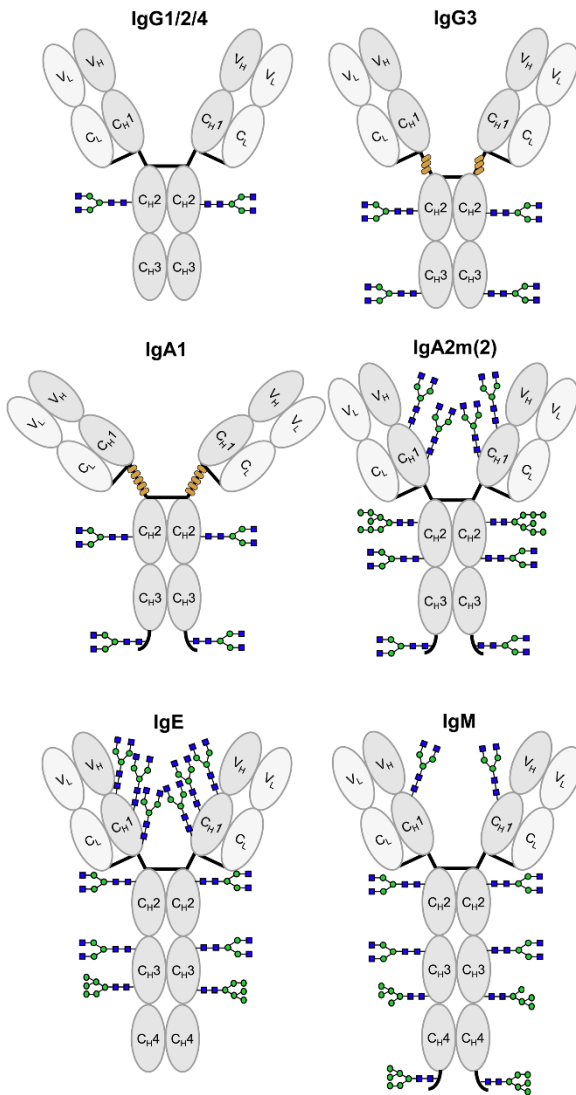 IgG1/2/4
VL
VH
CL
CH1
VH
VL
CH1
CL
CH2 CH2
CH3 CH3
IgG3
VL
VH
CL
CH1
VH
VL
CH1
CL
CH2 CH2
CH3 CH3
IgA1
VL
VH
CL
CH1
VH
VL
CH1
CL
CH2 CH2
CH3 CH3
IgA2m(2)
VL
VH
CL
CH1
VH
VL
CH1
CL
CH2 CH2
CH3 CH3
IgE
VL
VH
CL
CH1
VH
VL
CH1
CL
CH2 CH2
CH3 CH3
CH4 CH4
IgM
VL
VH
CL
CH1
VH
VL
CH1
CL
CH2 CH2
CH3 CH3
CH4 CH4